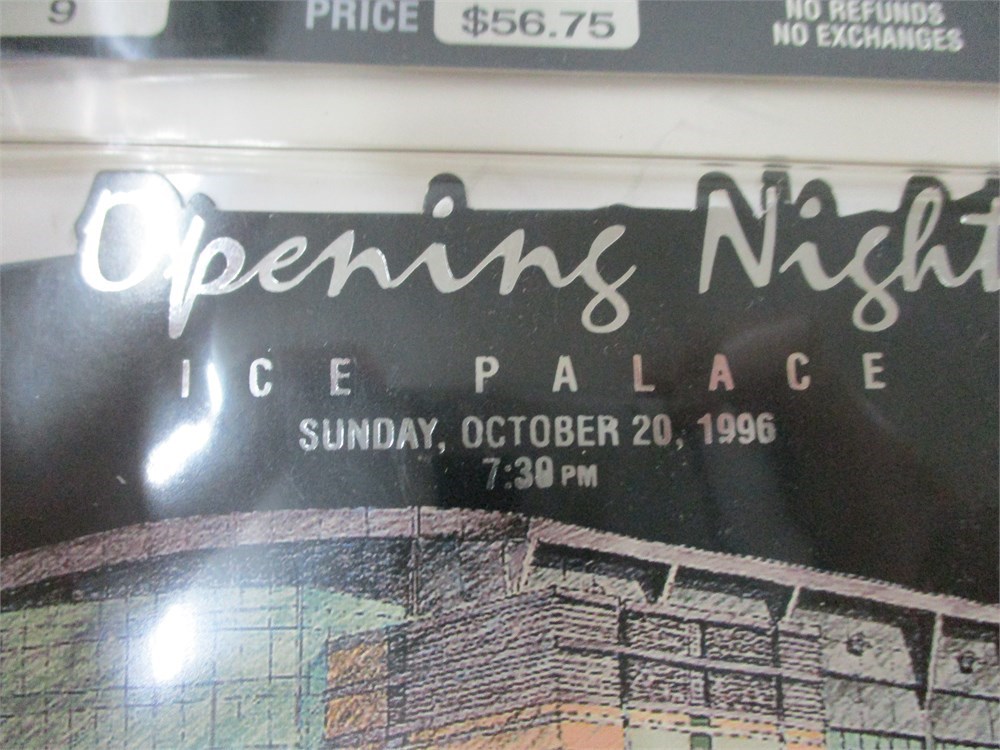 9
PRICE $56.75
NO REFUNDS
NO EXCHANGES
Opening Night
ICE PALACE
SUNDAY, OCTOBER 20, 1996
7:30 PM